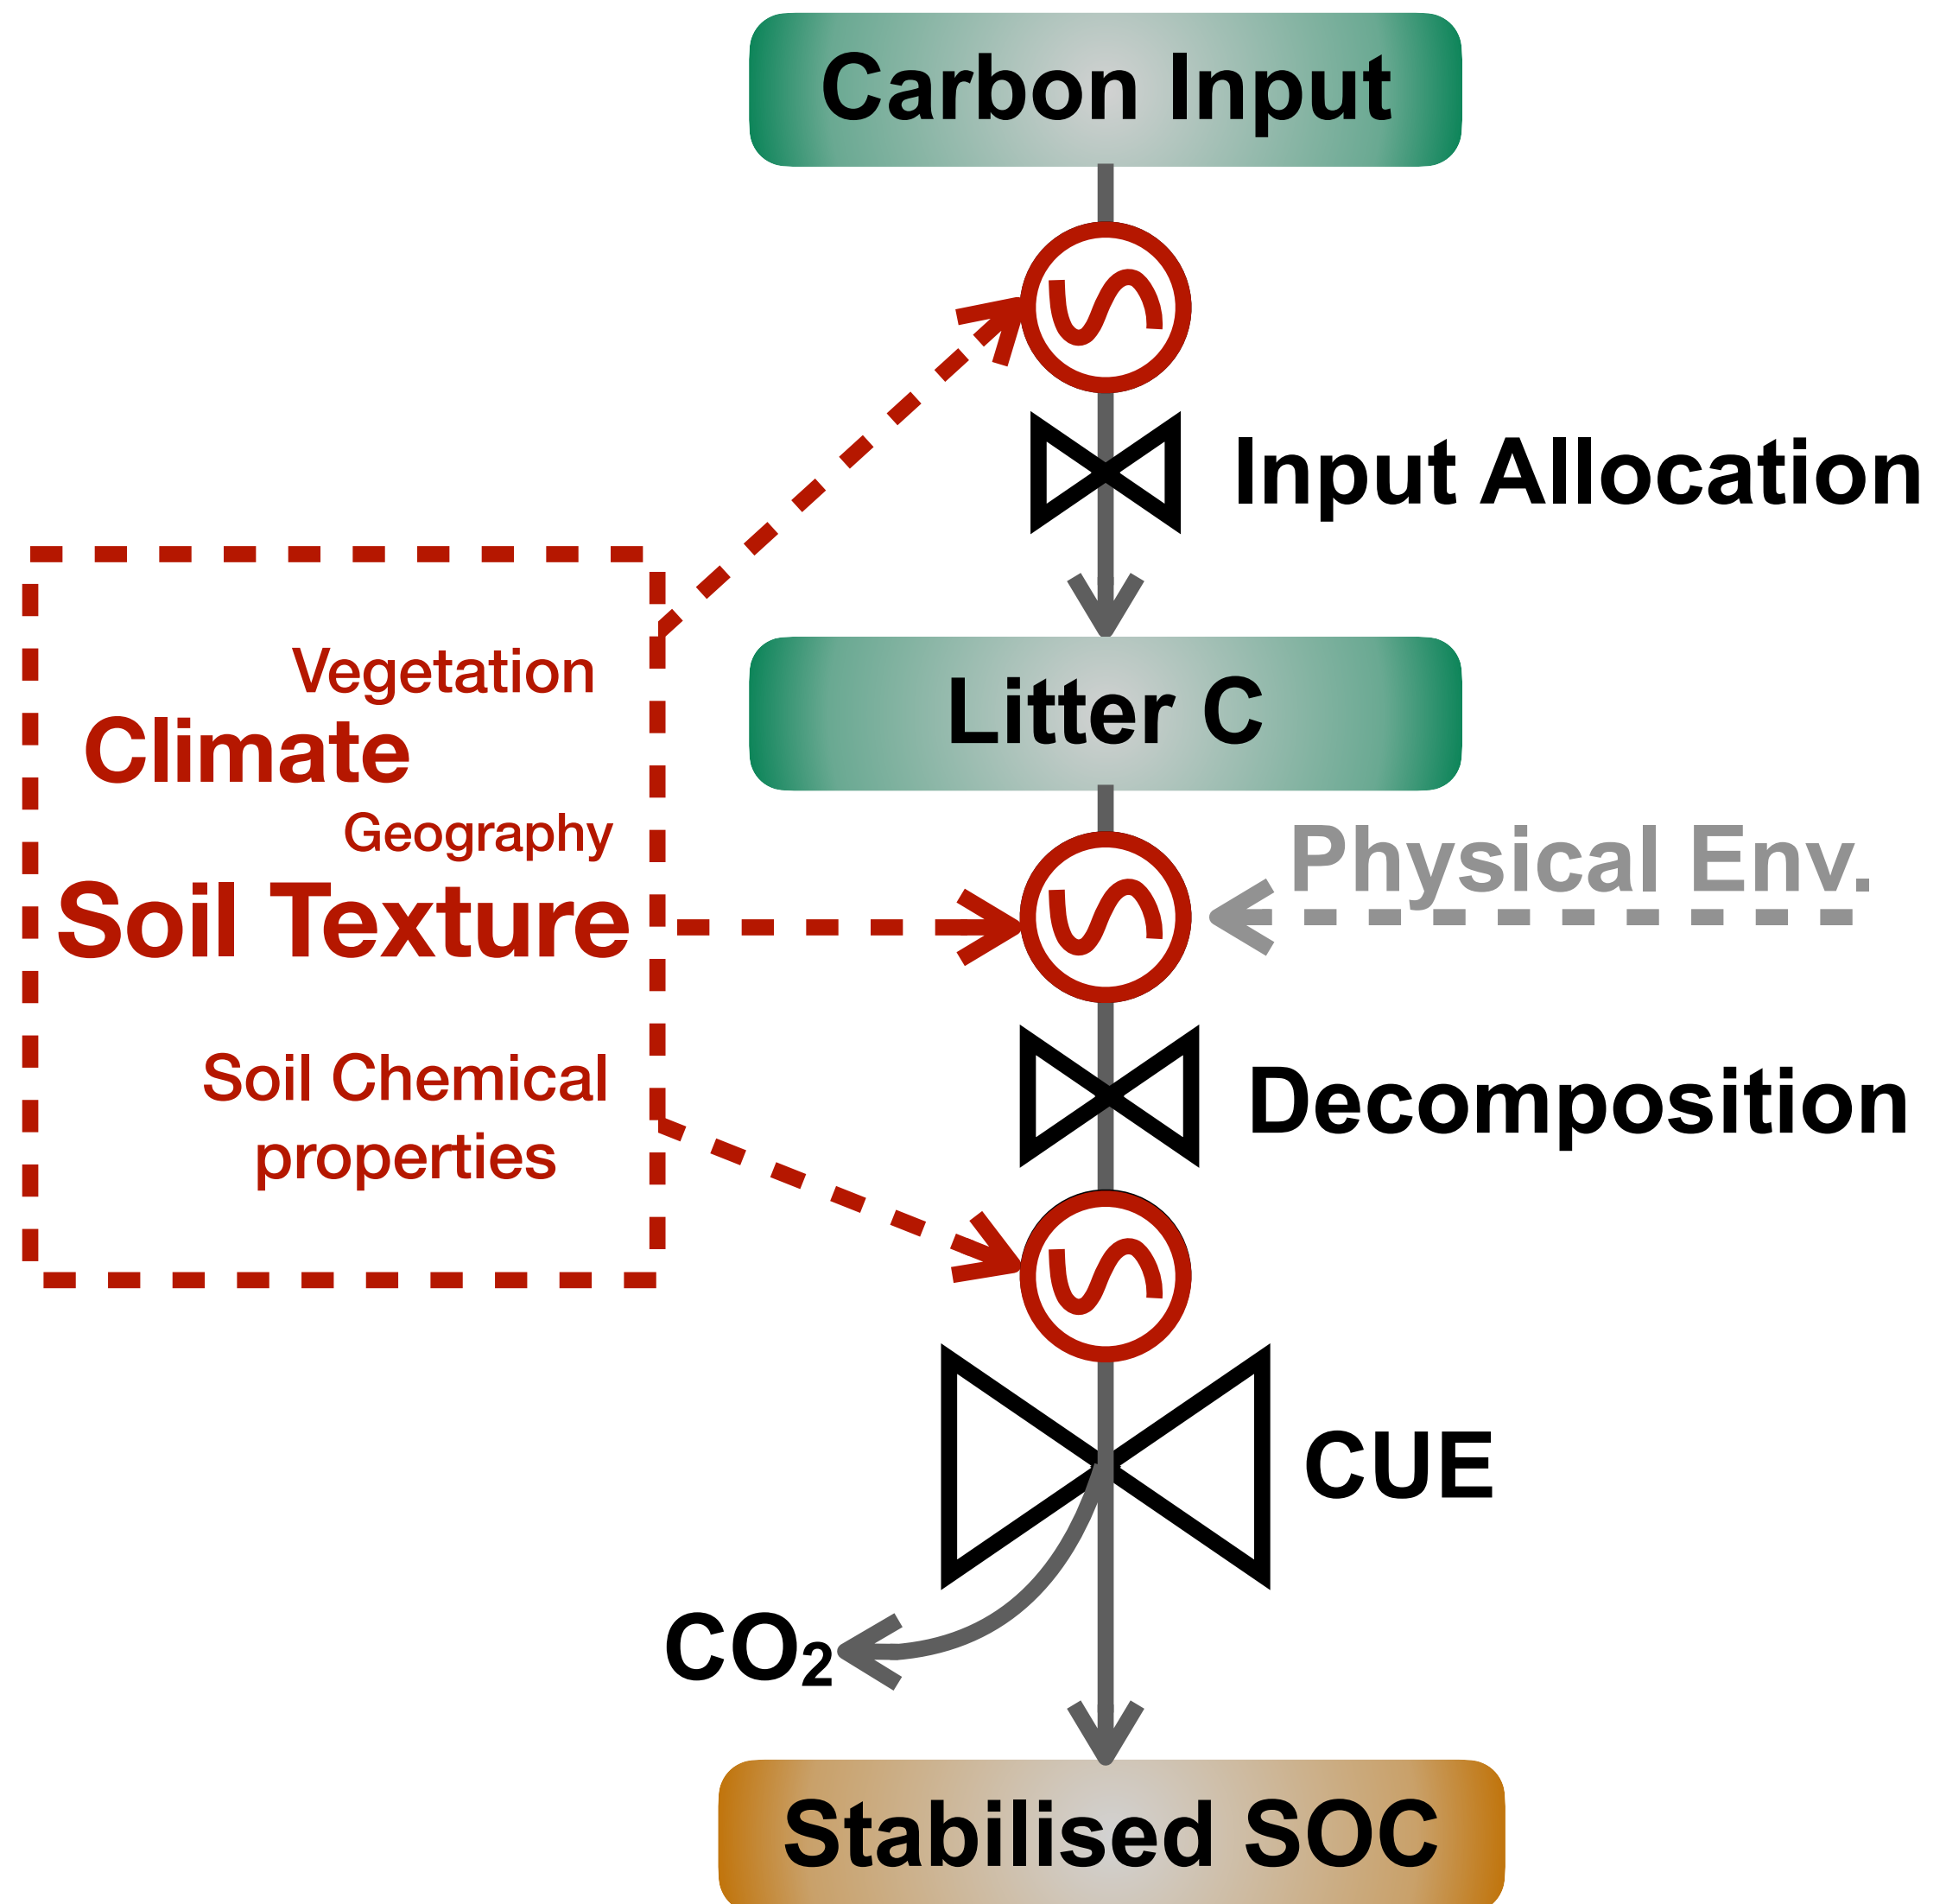 Carbon Input
Input Allocation
Vegetation
Climate
Geography
Soil Texture
Soil Chemical
properties
Litter C
Physical Env.
Decomposition
CUE
CO₂
Stabilised SOC